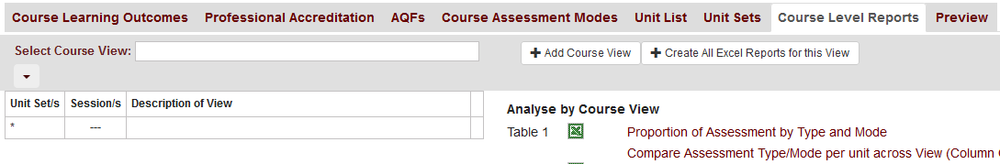 Course Learning Outcomes Professional Accreditation AQFs Course Assessment Modes Unit List Unit Sets Course Level Reports Preview
Select Course View:
Add Course View
Create All Excel Reports for this View
Unit Set/s Session/s Description of View
* ---
Analyse by Course View
Table 1 Proportion of Assessment by Type and Mode
Compare Assessment Type/Mode per unit across View (Column